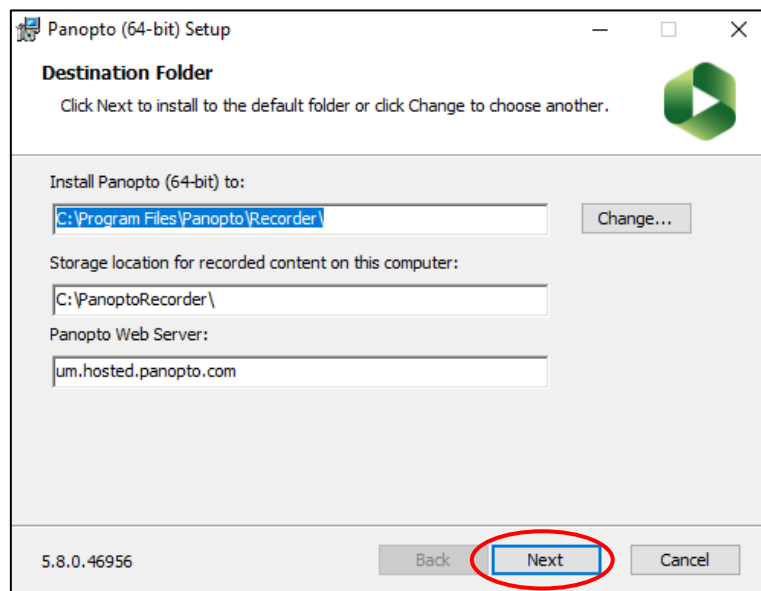 Panopto (64-bit) Setup
Destination Folder
Click Next to install to the default folder or click Change to choose another.
Install Panopto (64-bit) to:
C:\Program Files\Panopto\Recorder\
Change...
Storage location for recorded content on this computer:
C:\PanoptoRecorder\
Panopto Web Server:
um.hosted.panopto.com
5.8.0.46956
Back
Next
Cancel